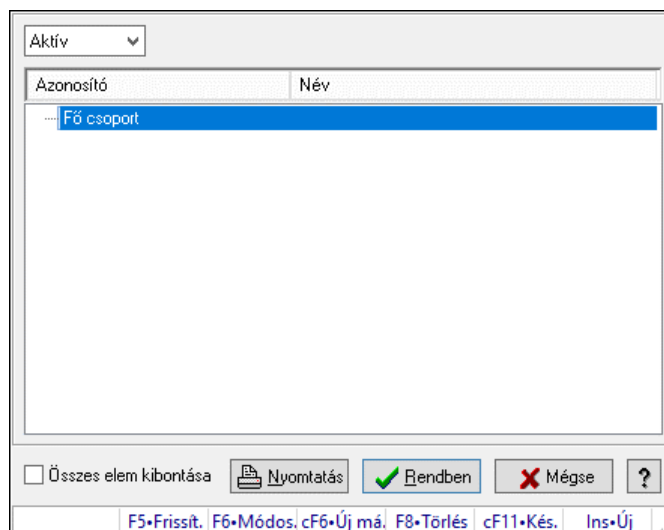 Aktív
Azonosító Név
Fő csoport
Összes elem kibontása Nyomtatás Rendben Mégse ?
F5•Frissít. F6•Módos. cF6•Új má. F8•Törlés cF11•Kés. Ins•Új